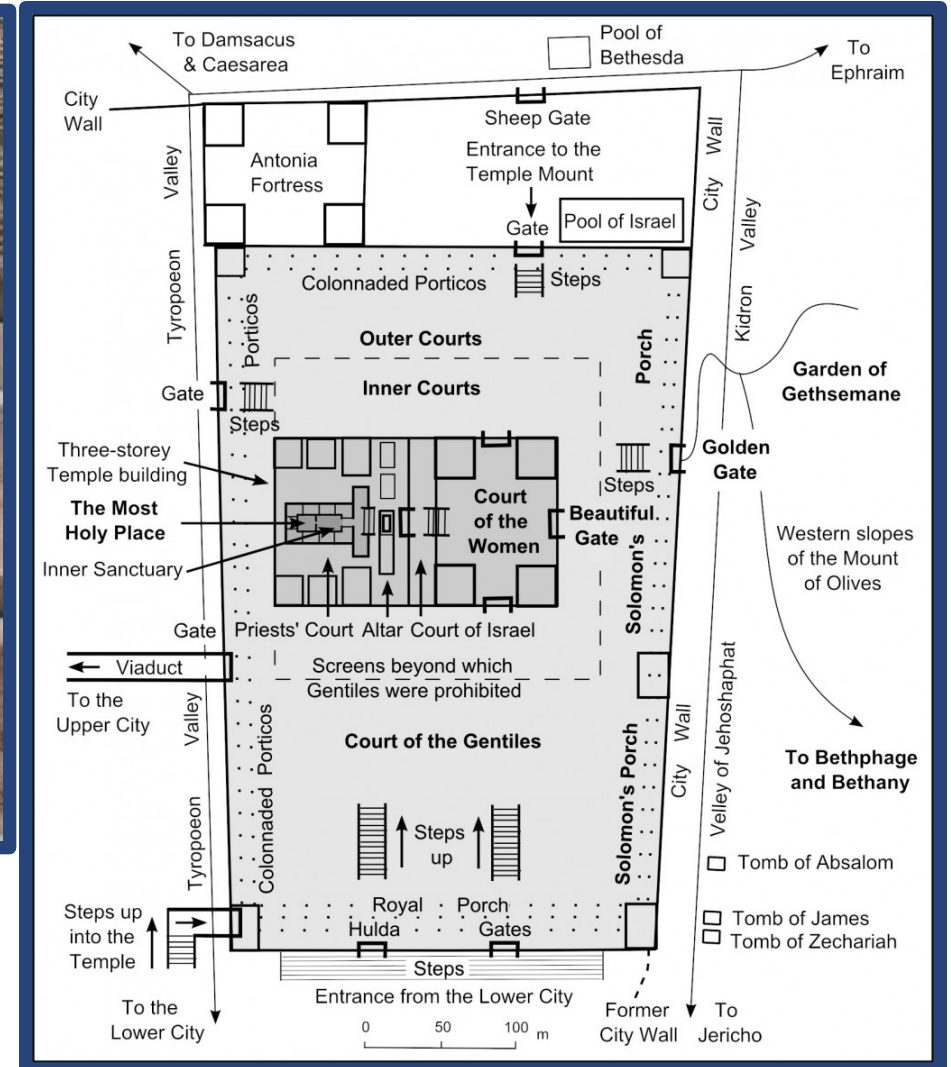 To Damsacus
& Caesarea
Pool of
Bethesda
To
Ephraim
City
Wall
Sheep Gate
Antonia
Fortress
Entrance to the
Temple Mount
Valley
City Wall
Gate
Pool of Israel
Kidron Valley
Colonnaded Porticos
Steps
Tyropoeon
Porticos
Outer Courts
Porch
Inner Courts
Garden of
Gethsemane
Gate
Steps
Three-storey
Temple building
Golden
Gate
Steps
The Most
Holy Place
Court
of the
Women
Beautiful
Gate
Inner Sanctuary
Western slopes
of the Mount
of Olives
Solomon's
Gate
Priests' Court
Altar
Court of Israel
Viaduct
Screens beyond which
Gentiles were prohibited
To the
Upper City
Valley
Colonnaded Porticos
Court of the Gentiles
Solomon's Porch
City Wall
Velley of Jehoshaphat
To Bethphage
and Bethany
Tyropoeon
Steps
up
Tomb of Absalom
Steps up
into the
Temple
Royal Porch
Hulda Gates
Tomb of James
Tomb of Zechariah
Steps
Entrance from the Lower City
To the
Lower City
Former
City Wall
To
Jericho
0 50 100 m